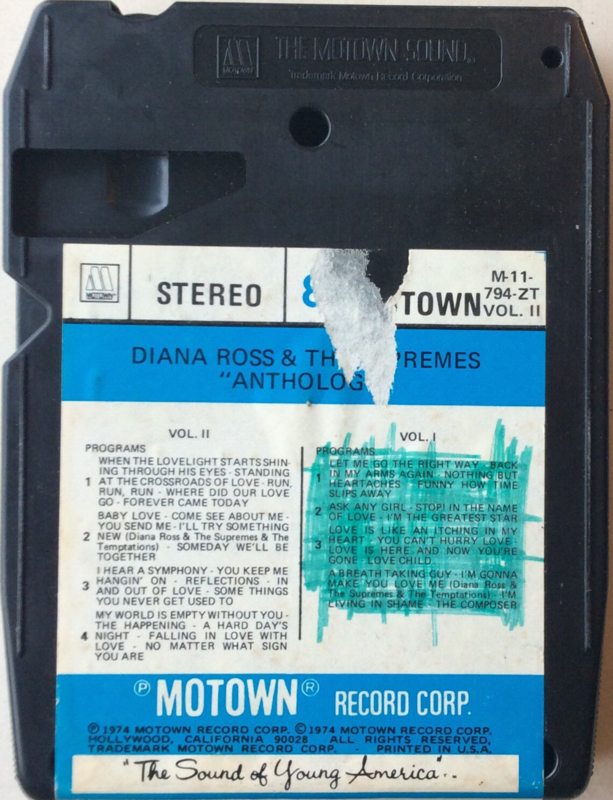 MOTOWN
THE MOTOWN SOUND
Trademark Motown Record Corporation
MOTOWN
STEREO
8
TOWN
M-11-
794-ZT
VOL. II
DIANA ROSS & TH PREMES
"ANTHOLOG
VOL. II
PROGRAMS
1
WHEN THE LOVELIGHT STARTS SHIN-
ING THROUGH HIS EYES - STANDING
AT THE CROSSROADS OF LOVE - RUN,
RUN, RUN - WHERE DID OUR LOVE
GO - FOREVER CAME TODAY
2
BABY LOVE - COME SEE ABOUT ME -
YOU SEND ME - I'LL TRY SOMETHING
NEW (Diana Ross & The Supremes & The
Temptations) - SOMEDAY WE'LL BE
TOGETHER
3
I HEAR A SYMPHONY - YOU KEEP ME
HANGIN' ON - REFLECTIONS - IN
AND OUT OF LOVE - SOME THINGS
YOU NEVER GET USED TO
4
MY WORLD IS EMPTY WITHOUT YOU -
THE HAPPENING - A HARD DAY'S
NIGHT - FALLING IN LOVE WITH
LOVE - NO MATTER WHAT SIGN
YOU ARE
VOL. I
PROGRAMS
1
LET ME GO THE RIGHT WAY - BACK
IN MY ARMS AGAIN - NOTHING BUT
HEARTACHES - FUNNY HOW TIME
SLIPS AWAY
2
ASK ANY GIRL - STOP! IN THE NAME
OF LOVE - I'M THE GREATEST STAR
3
LOVE IS LIKE AN ITCHING IN MY
HEART - YOU CAN'T HURRY LOVE -
LOVE IS HERE AND NOW YOU'RE
GONE - LOVE CHILD
A BREATH TAKING GUY - I'M GONNA
MAKE YOU LOVE ME (Diana Ross &
The Supremes & The Temptations) - I'M
LIVING IN SHAME - THE COMPOSER
℗ MOTOWN® RECORD CORP.
℗ 1974 MOTOWN RECORD CORP. © 1974 MOTOWN RECORD CORP.
HOLLYWOOD, CALIFORNIA 90028 ALL RIGHTS RESERVED,
TRADEMARK MOTOWN RECORD CORP. - PRINTED IN U.S.A.
"The Sound of Young America"..